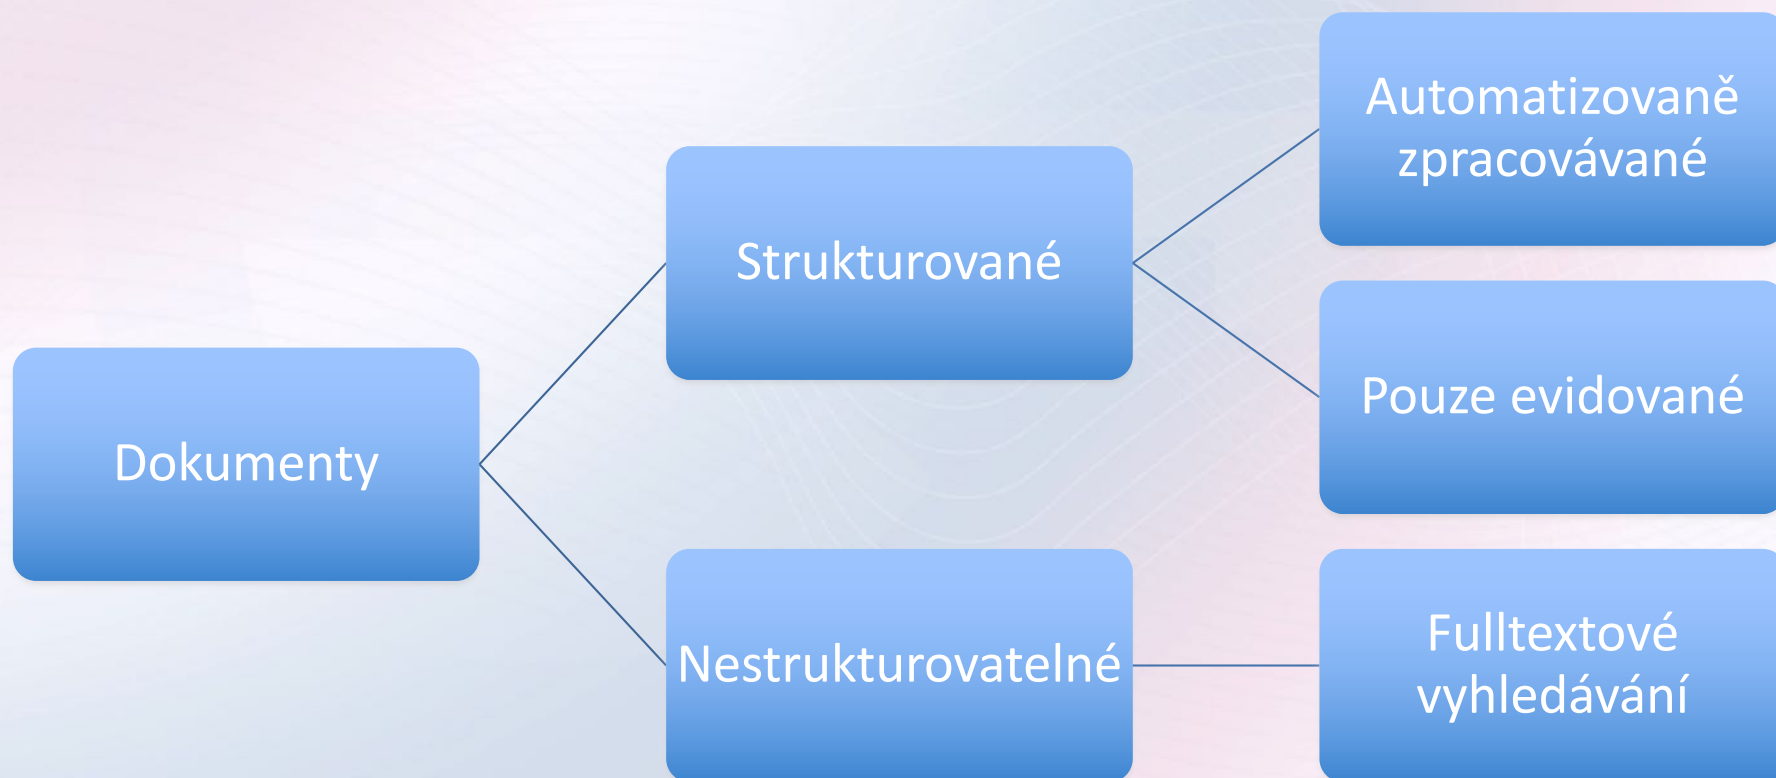 Dokumenty
Strukturované
Nestrukturovatelné
Automatizovaně
zpracovávané
Pouze evidované
Fulltextové
vyhledávání